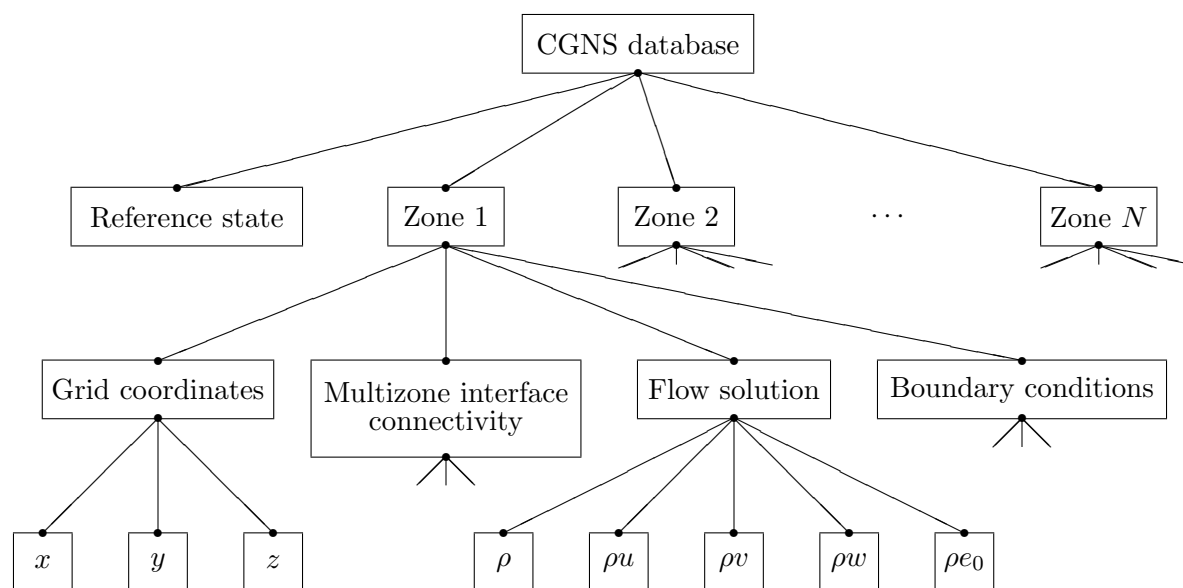 CGNS database
Reference state
Zone 1
Zone 2
...
Zone N
Grid coordinates
Multizone interface
connectivity
Flow solution
Boundary conditions
x
y
z
ρ
ρu
ρv
ρw
ρe₀